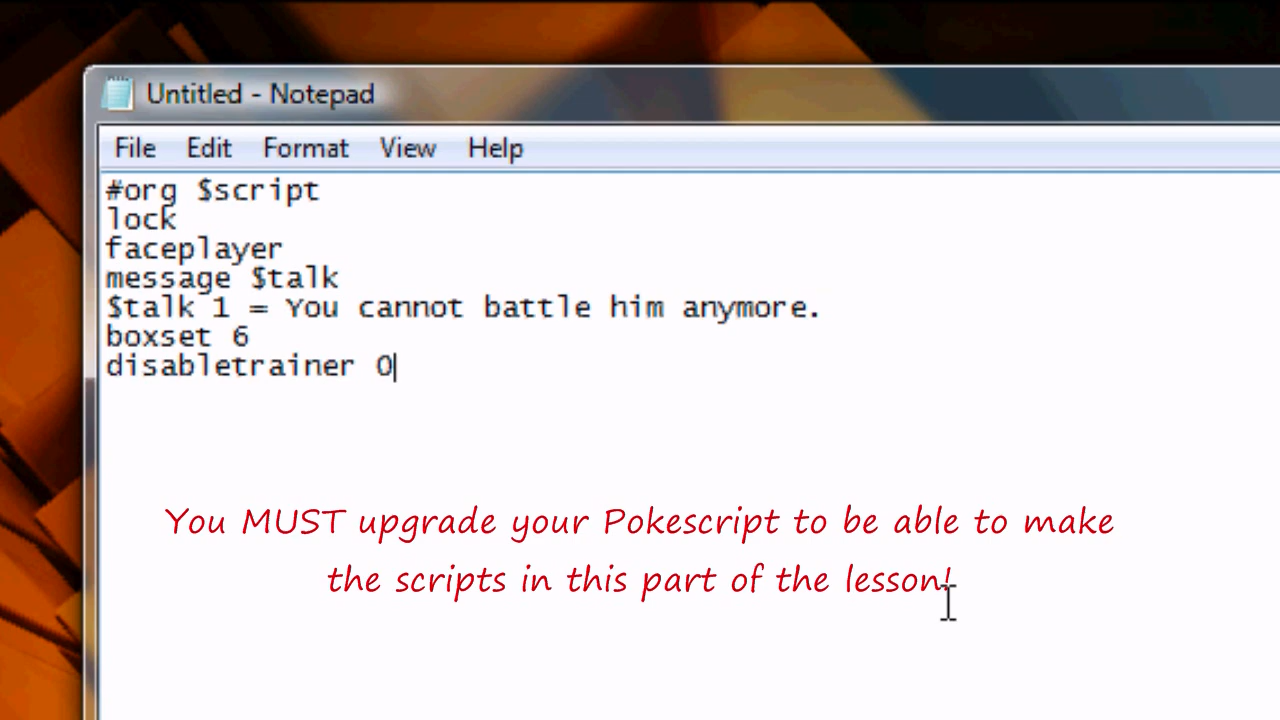 Untitled - Notepad
File Edit Format View Help
#org $script
lock
faceplayer
message $talk
$talk 1 = You cannot battle him anymore.
boxset 6
disabletrainer 0
You MUST upgrade your Pokescript to be able to make
the scripts in this part of the lesson!